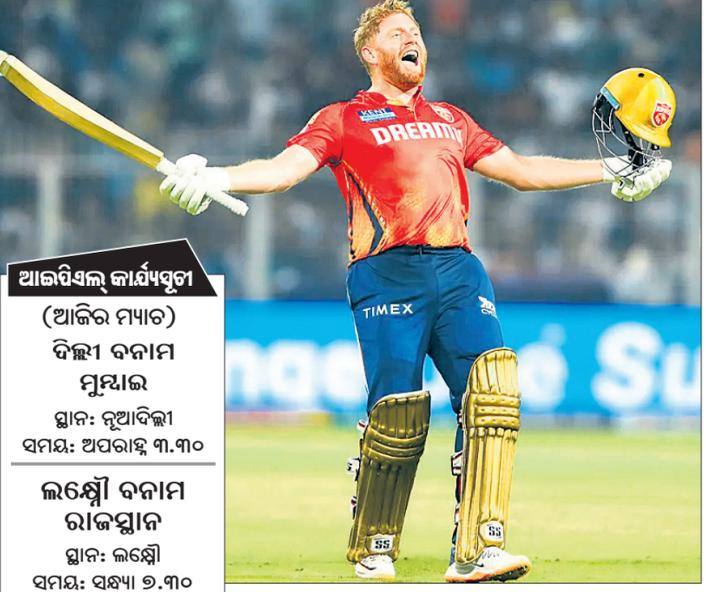 KENT
DREAM11
TIMEX
SS
SS
ଆଇପିଏଲ୍ କାର୍ଯ୍ୟସୂଚୀ
(ଆଜିର ମ୍ୟାଚ)
ଦିଲ୍ଲୀ ବନାମ
ମୁମ୍ବାଇ
ସ୍ଥାନ: ନୂଆଦିଲ୍ଲୀ
ସମୟ: ଅପରାହ୍ନ ୩.୩୦
ଲକ୍ଷ୍ନୌ ବନାମ
ରାଜସ୍ଥାନ
ସ୍ଥାନ: ଲକ୍ଷ୍ନୌ
ସମୟ: ସନ୍ଧ୍ୟା ୭.୩୦